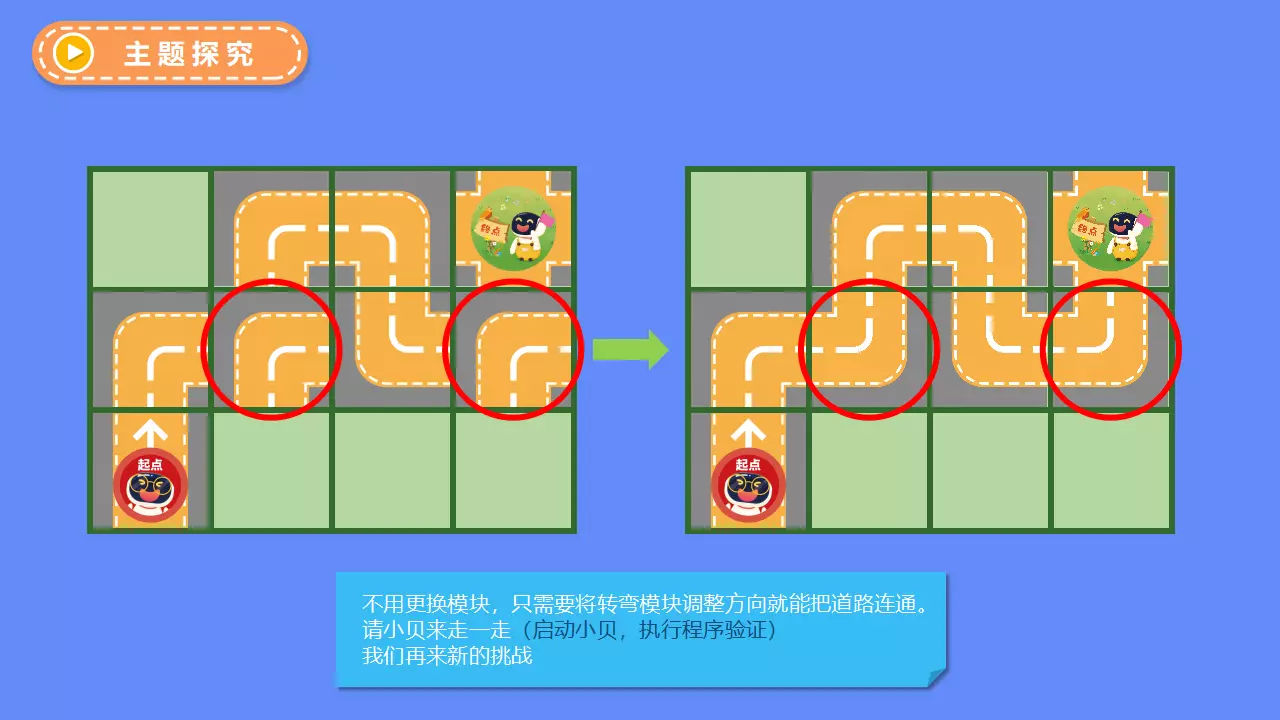 主题探究
终点
终点
起点
起点
不用更换模块，只需要将转弯模块调整方向就能把道路连通。
请小贝来走一走（启动小贝，执行程序验证）
我们再来新的挑战